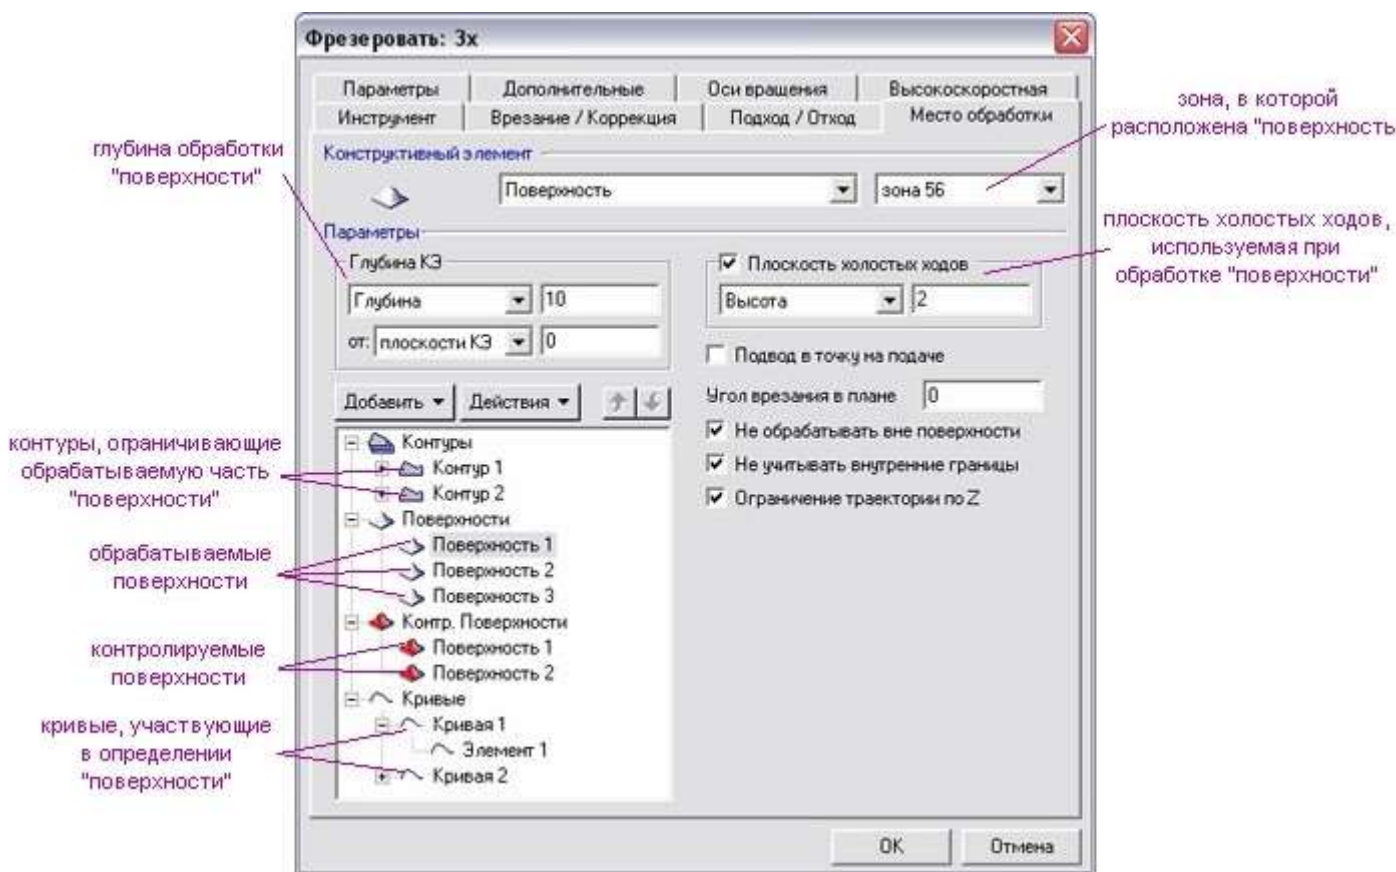 Фрезеровать: 3x
Параметры Дополнительные Оси вращения Высокоскоростная
Инструмент Врезание / Коррекция Подход / Отход Место обработки
зона, в которой
расположена "поверхность
глубина обработки
"поверхности"
Конструктивный элемент
Поверхность зона 56
плоскость холостых ходов,
используемая при
обработке "поверхности"
Параметры
Глубина КЭ
Глубина 10
от: плоскости КЭ 0
Плоскость холостых ходов
Высота 2
Подвод в точку на подаче
Угол врезания в плане 0
Не обрабатывать вне поверхности
Не учитывать внутренние границы
Ограничение траектории по Z
Добавить Действия
контуры, ограничивающие
обрабатываемую часть
"поверхности"
Контуры
Контур 1
Контур 2
Поверхности
Поверхность 1
Поверхность 2
Поверхность 3
обрабатываемые
поверхности
Контр. Поверхности
Поверхность 1
Поверхность 2
контролируемые
поверхности
Кривые
Кривая 1
Элемент 1
Кривая 2
кривые, участвующие
в определении
"поверхности"
OK Отмена